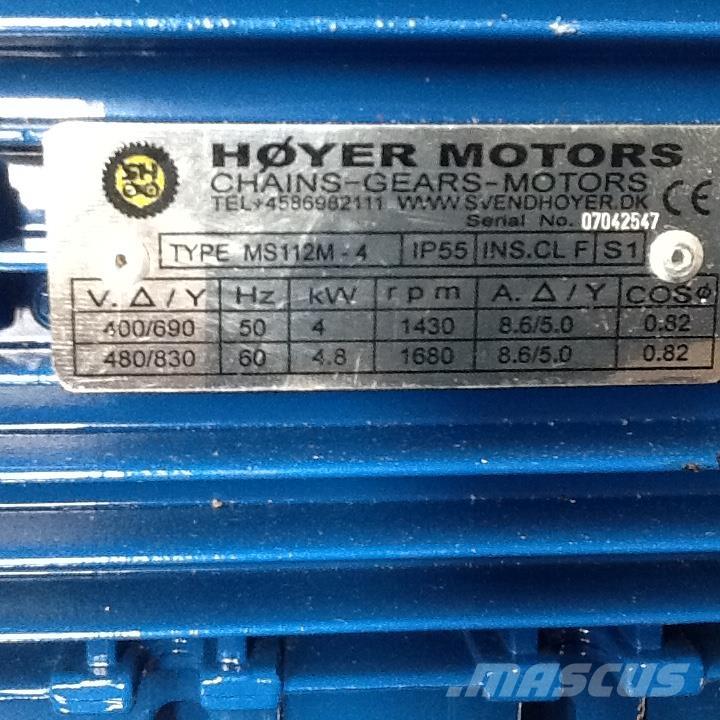 SH
HØYER MOTORS
CHAINS-GEARS-MOTORS
TEL+4586982111 WWW.SVENDHOYER.DK
Serial No. 07042547
CE
TYPE MS112M-4 IP55 INS.CL F S1
V. Δ / Y Hz kW rpm A. Δ / Y COSØ
400/690 50 4 1430 8.6/5.0 0.82
480/830 60 4.8 1680 8.6/5.0 0.82
MASCUS